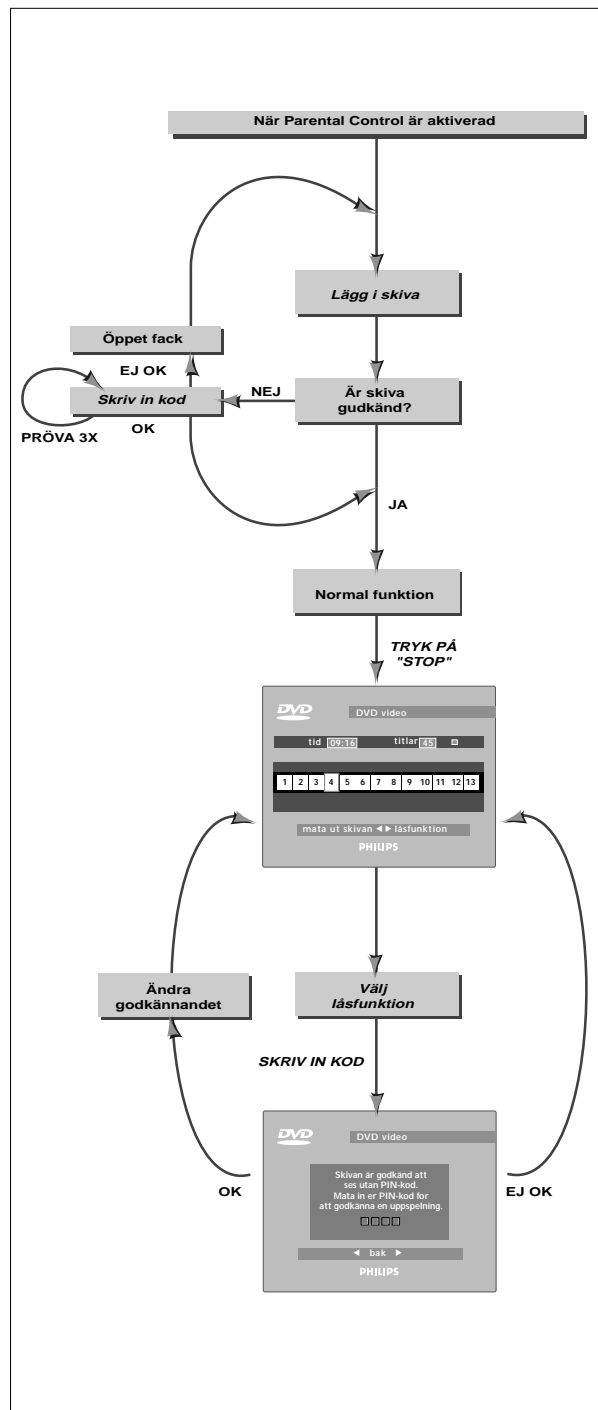 När Parental Control är aktiverad
Lägg i skiva
Öppet fack
EJ OK
Skriv in kod
NEJ
Är skiva
gudkänd?
PRÖVA 3X
OK
JA
Normal funktion
TRYK PÅ
"STOP"
DVD
DVD video
tid 09:16 titlar 45
1 2 3 4 5 6 7 8 9 10 11 12 13
mata ut skivan låsfunktion
PHILIPS
Ändra
godkännandet
Välj
låsfunktion
SKRIV IN KOD
DVD
DVD video
Skivan är godkänd att
ses utan PIN-kod.
Mata in er PIN-kod for
att godkänna en uppspelning.
OK
EJ OK
bak
PHILIPS